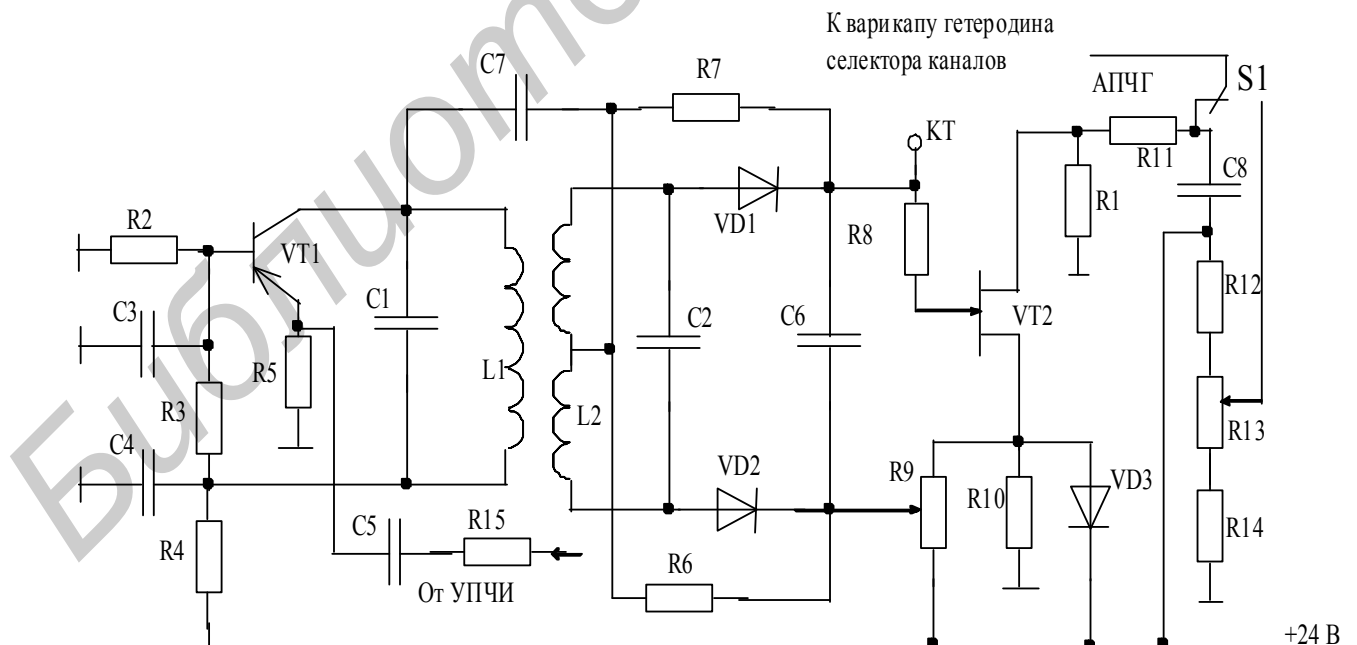 К варикапу гетеродина
селектора каналов
C7
R7
АПЧГ
S1
КТ
R11
C8
R2
VT1
VD1
R8
R1
R12
C3
C1
C2
C6
VT2
R5
L1
R3
L2
R13
C4
VD2
R9
R10
VD3
R4
C5
R15
R14
R6
От УПЧИ
+24 В